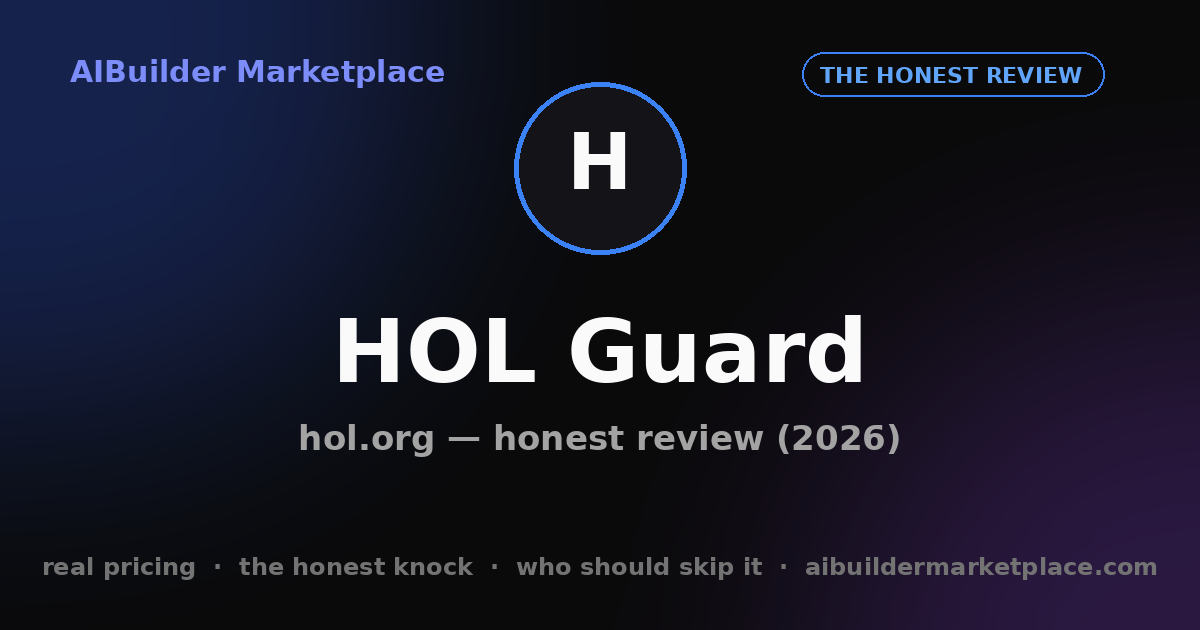 AIBuilder Marketplace
THE HONEST REVIEW
H
HOL Guard
hol.org — honest review (2026)
real pricing · the honest knock · who should skip it · aibuildermarketplace.com